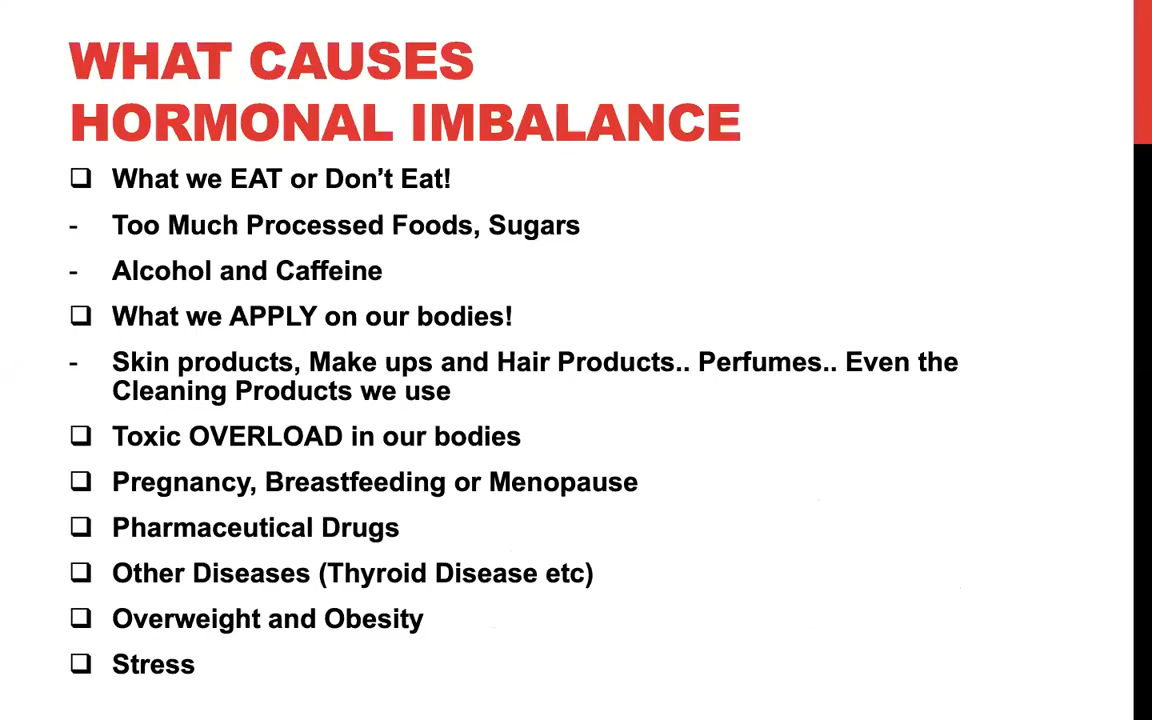 WHAT CAUSES
HORMONAL IMBALANCE
❑ What we EAT or Don’t Eat!
- Too Much Processed Foods, Sugars
- Alcohol and Caffeine
❑ What we APPLY on our bodies!
- Skin products, Make ups and Hair Products.. Perfumes.. Even the
Cleaning Products we use
❑ Toxic OVERLOAD in our bodies
❑ Pregnancy, Breastfeeding or Menopause
❑ Pharmaceutical Drugs
❑ Other Diseases (Thyroid Disease etc)
❑ Overweight and Obesity
❑ Stress